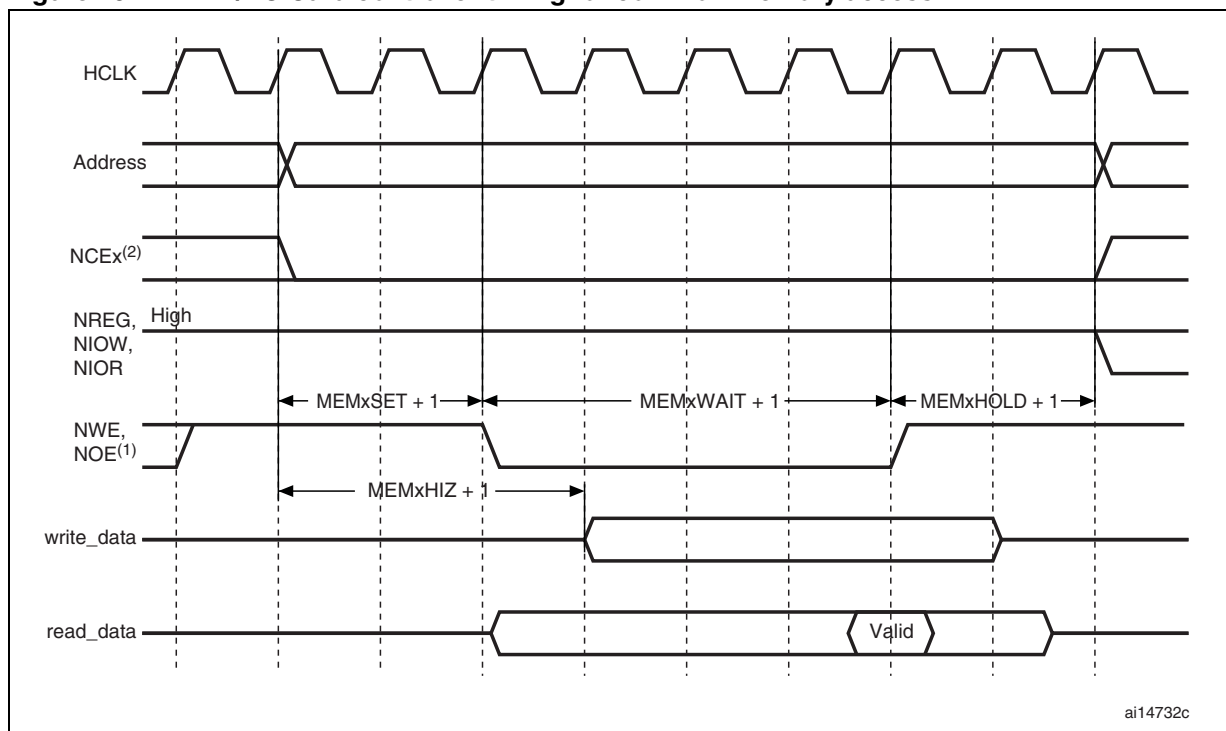 HCLK
Address
NCEx(2)
High
NREG,
NIOW,
NIOR
MEMxSET + 1
MEMxWAIT + 1
MEMxHOLD + 1
NWE,
NOE(1)
MEMxHIZ + 1
write_data
read_data
Valid
ai14732c